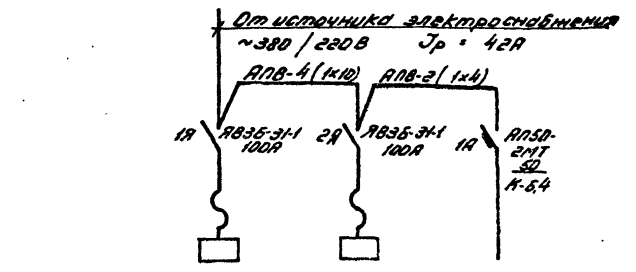 От источника электроснабжения
~380/220В Jр = 42А
АПВ-4(1х10) АПВ-2(1х4)
1Я ЯВЗБ-31-1 100А
2Я ЯВЗБ-31-1 100А
1А АП50-2МТ
50
К-6,4